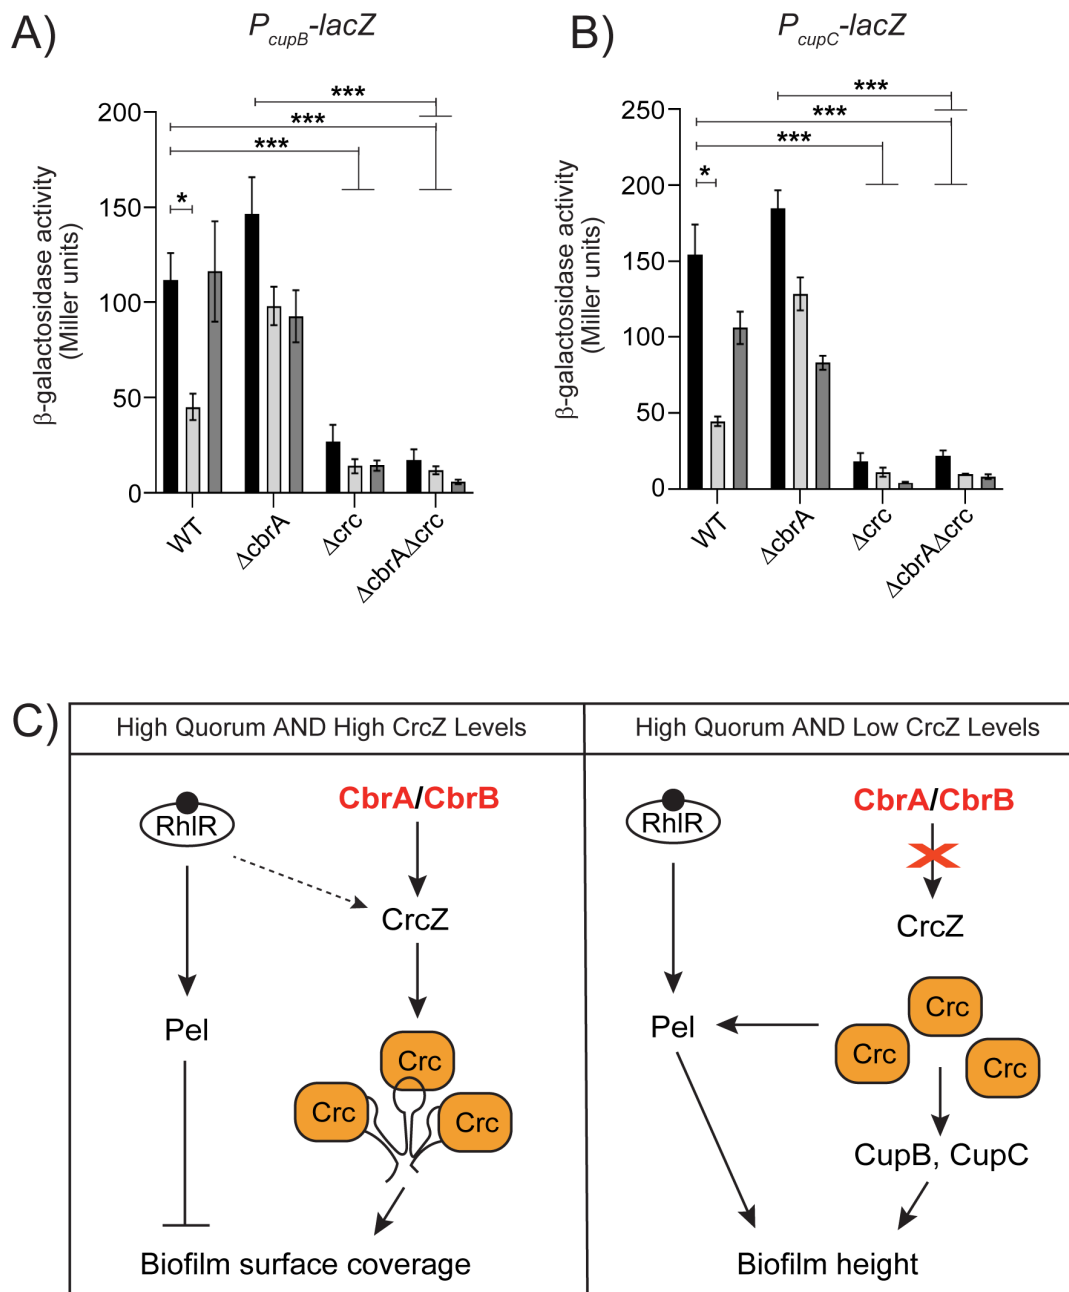 A)
P_cupB-lacZ
β-galactosidase activity
(Miller units)
200
150
100
50
0
***
***
***
*
WT
ΔcbrA
Δcrc
ΔcbrAΔcrc
B)
P_cupC-lacZ
β-galactosidase activity
(Miller units)
250
200
150
100
50
0
***
***
***
*
WT
ΔcbrA
Δcrc
ΔcbrAΔcrc
C)
High Quorum AND High CrcZ Levels
RhlR
CbrA/CbrB
CrcZ
Pel
Crc
Crc
Crc
Biofilm surface coverage
High Quorum AND Low CrcZ Levels
RhlR
CbrA/CbrB
CrcZ
Pel
Crc
Crc
Crc
CupB, CupC
Biofilm height